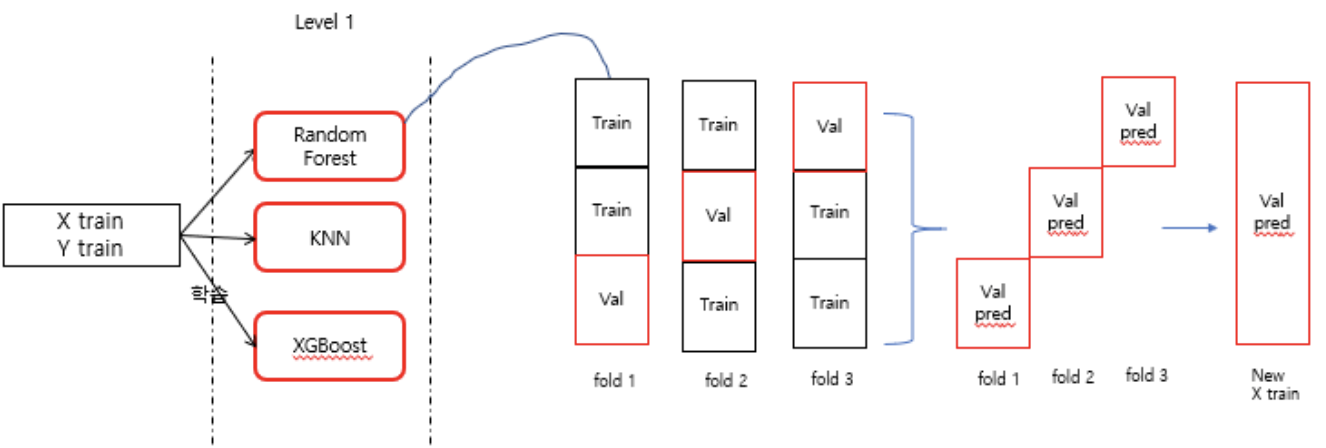 Level 1
X train
Y train
학습
Random
Forest
KNN
XGBoost
Train
Train
Val
fold 1
Train
Val
Train
fold 2
Val
Train
Train
fold 3
Val
pred
fold 1
Val
pred
fold 2
Val
pred
fold 3
Val
pred
New
X train